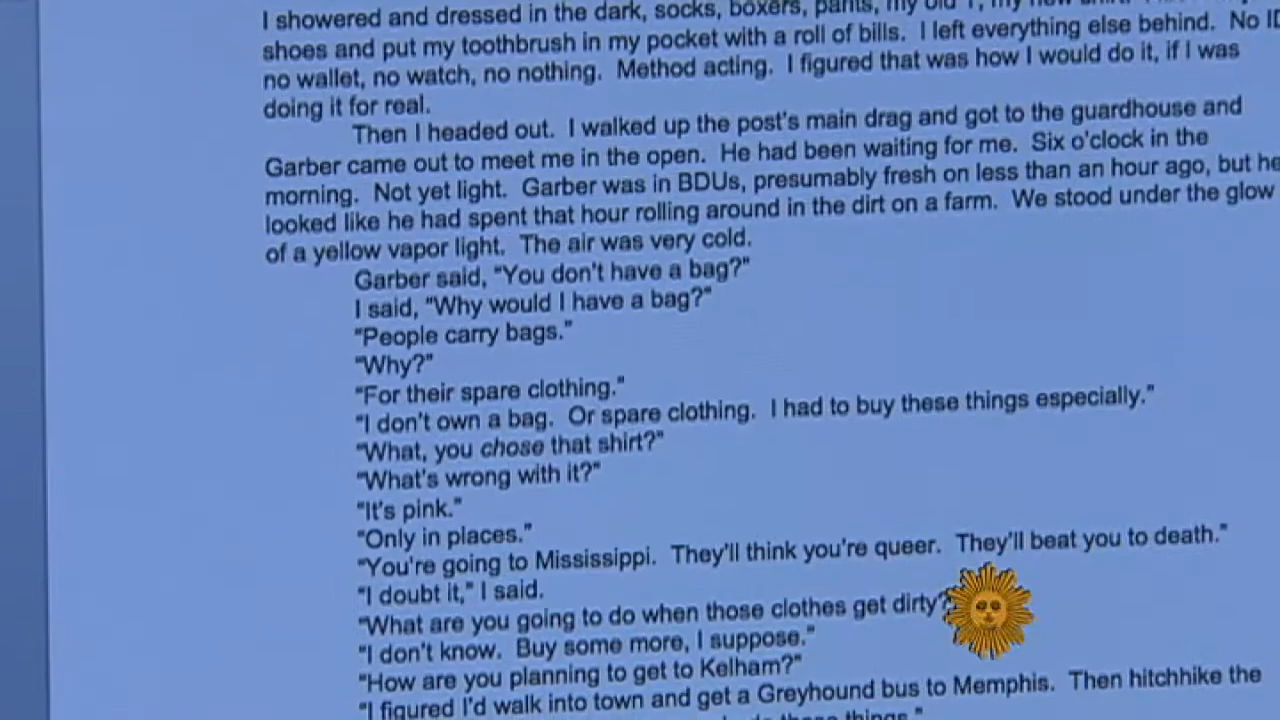 I showered and dressed in the dark, socks, boxers, pants, my old T, my new shirt.
shoes and put my toothbrush in my pocket with a roll of bills.  I left everything else behind.  No ID
no wallet, no watch, no nothing.  Method acting.  I figured that was how I would do it, if I was
doing it for real.
Then I headed out.  I walked up the post's main drag and got to the guardhouse and
Garber came out to meet me in the open.  He had been waiting for me.  Six o'clock in the
morning.  Not yet light.  Garber was in BDUs, presumably fresh on less than an hour ago, but he
looked like he had spent that hour rolling around in the dirt on a farm.  We stood under the glow
of a yellow vapor light.  The air was very cold.
Garber said, "You don't have a bag?"
I said, "Why would I have a bag?"
"People carry bags."
"Why?"
"For their spare clothing."
"I don't own a bag.  Or spare clothing.  I had to buy these things especially."
"What, you chose that shirt?"
"What's wrong with it?"
"It's pink."
"Only in places."
"You're going to Mississippi.  They'll think you're queer.  They'll beat you to death."
"I doubt it," I said.
"What are you going to do when those clothes get dirty?
"I don't know.  Buy some more, I suppose."
"How are you planning to get to Kelham?"
"I figured I'd walk into town and get a Greyhound bus to Memphis.  Then hitchhike the
these things."